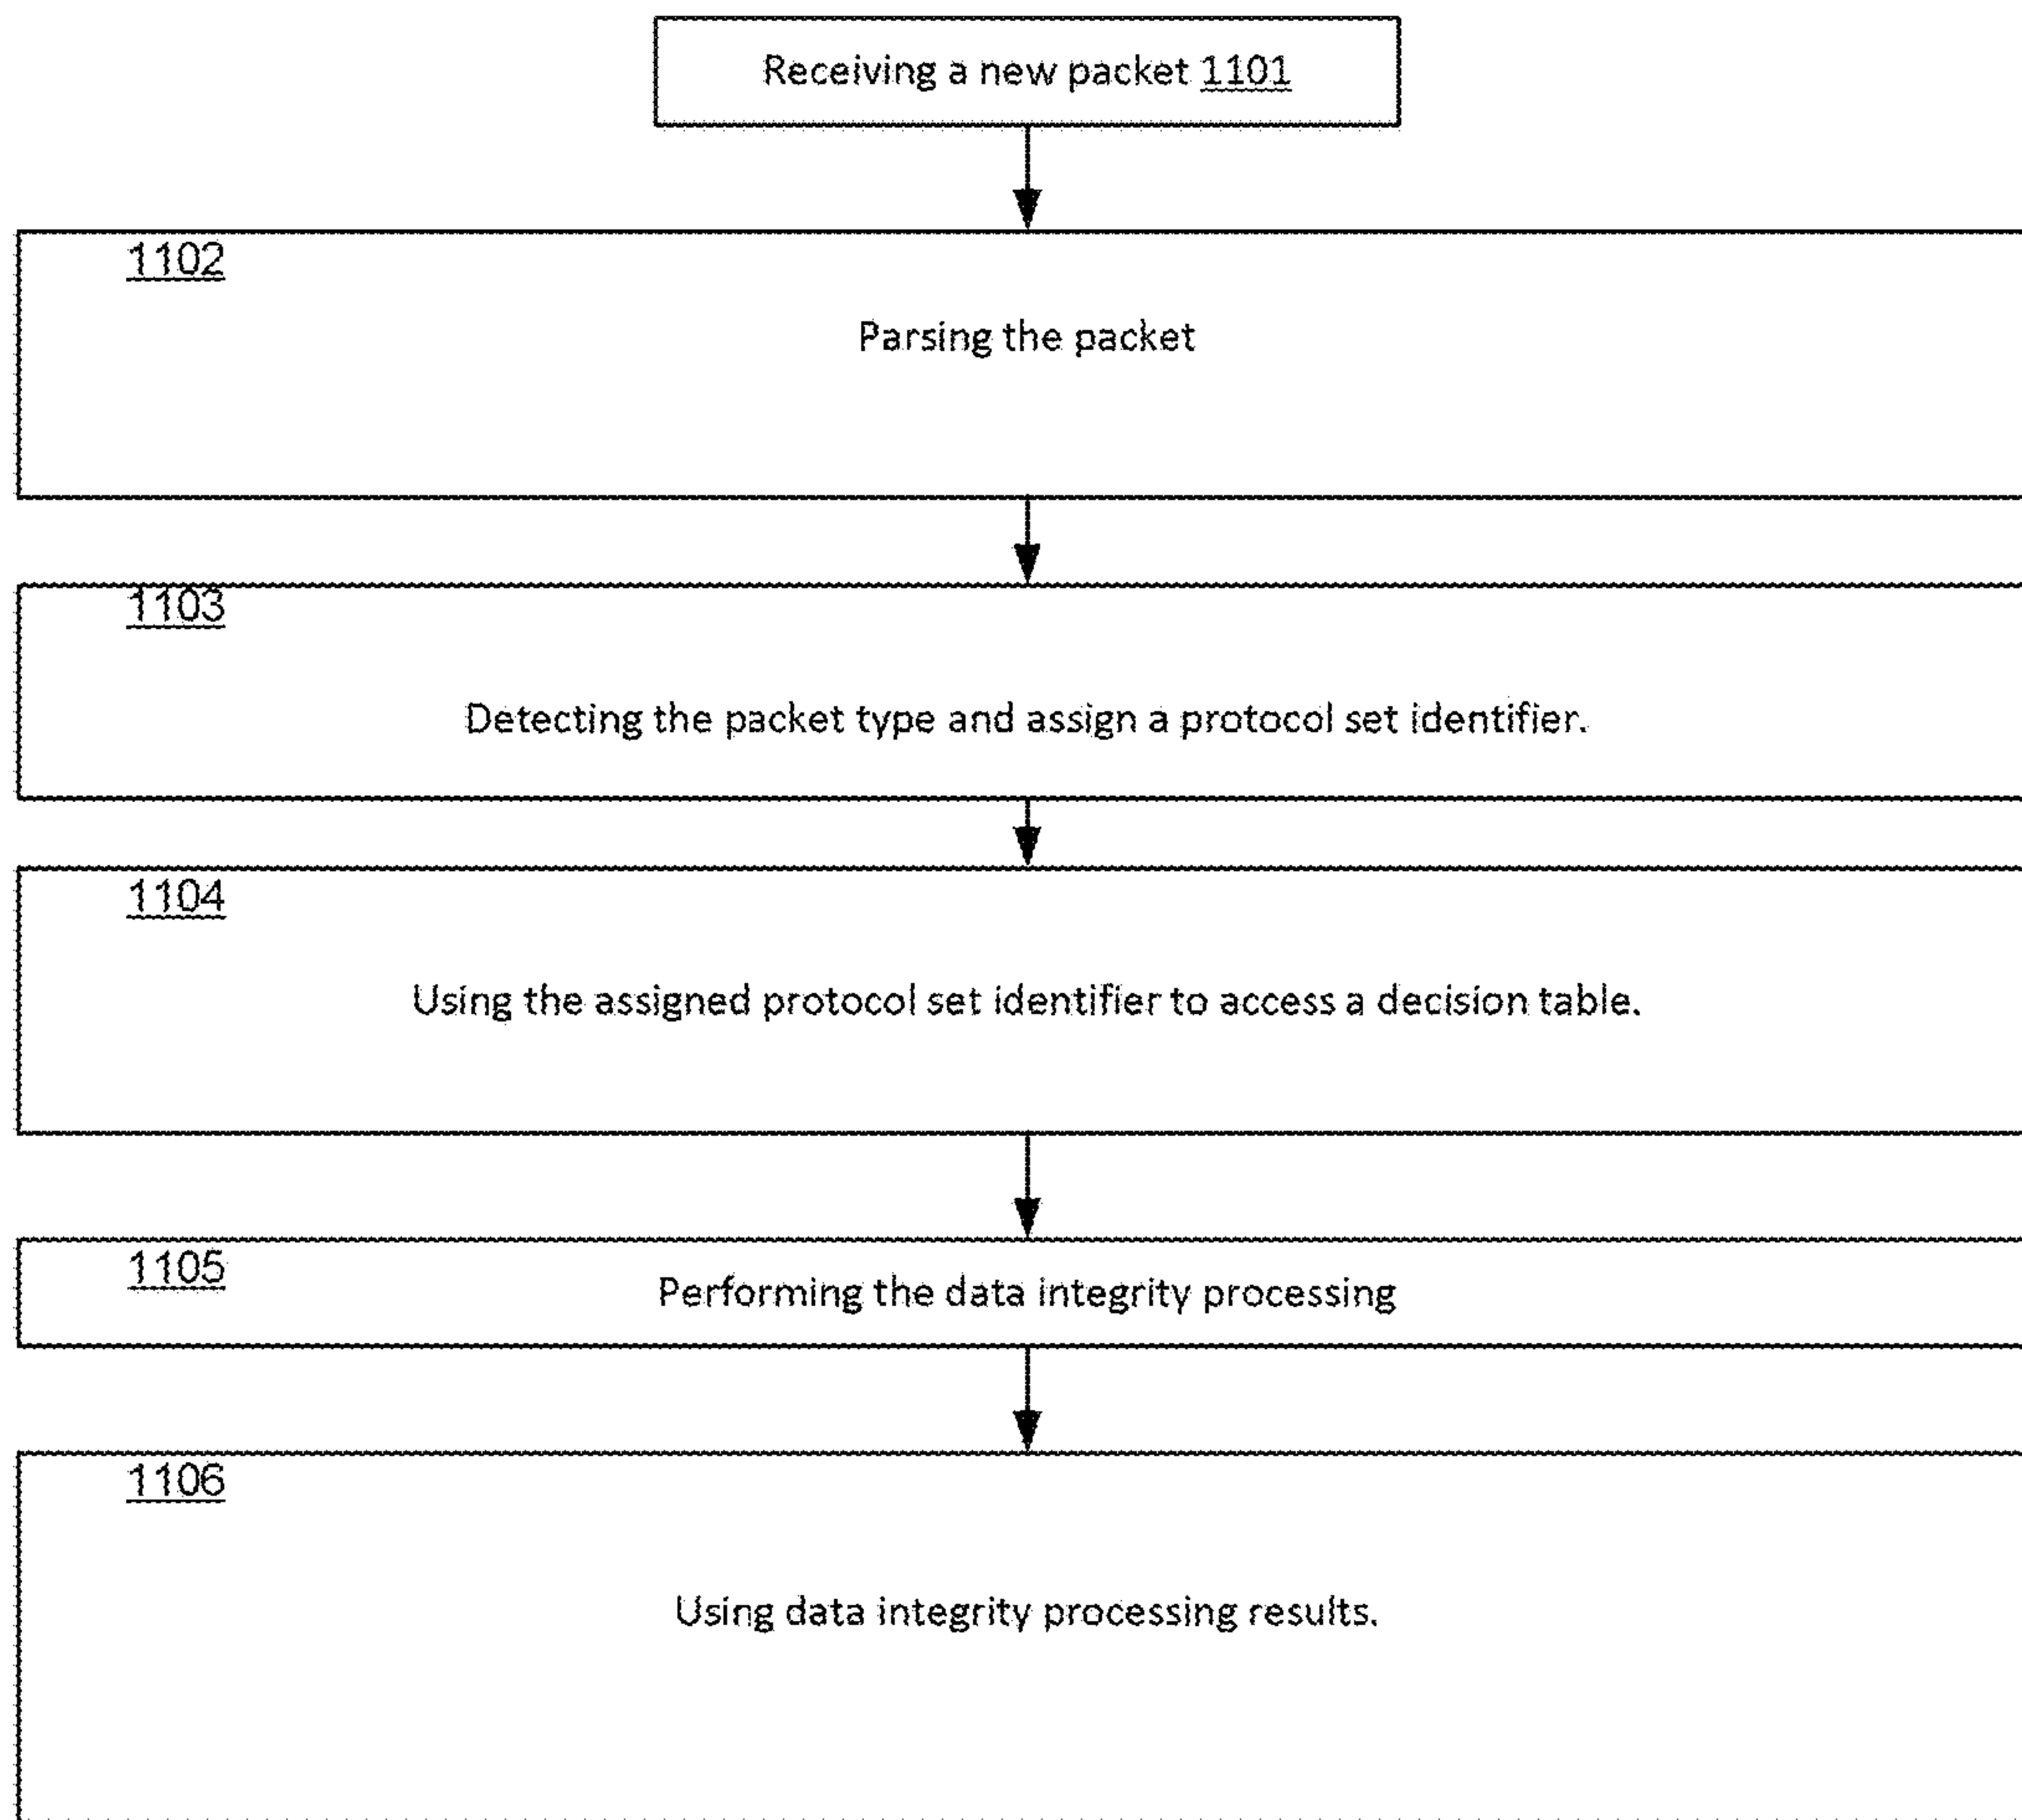 Receiving a new packet 1101
1102
Parsing the packet
1103
Detecting the packet type and assign a protocol set identifier.
1104
Using the assigned protocol set identifier to access a decision table.
1105
Performing the data integrity processing
1106
Using data integrity processing results.